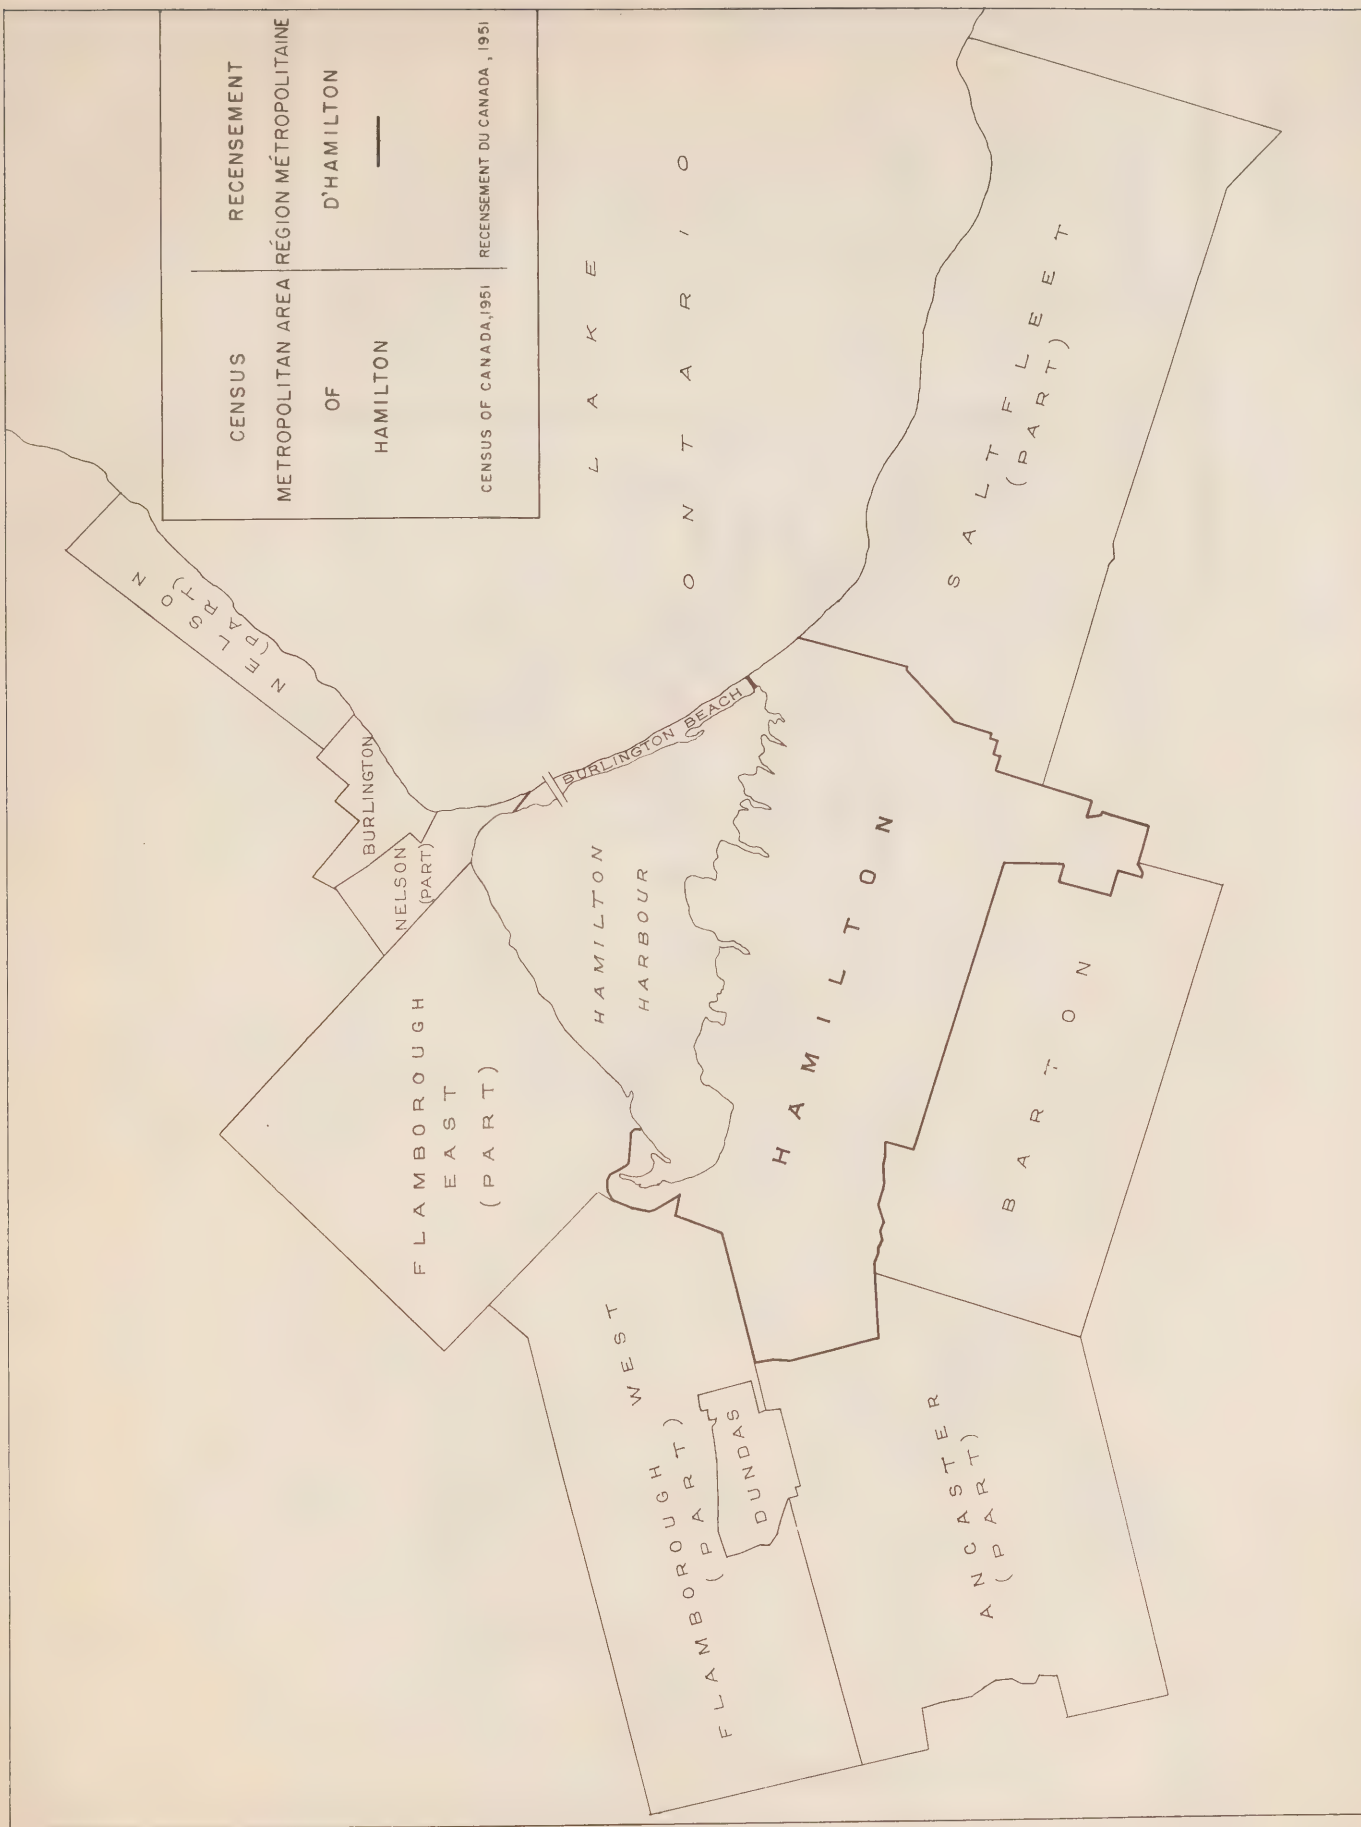 CENSUS
METROPOLITAN AREA
OF
HAMILTON
CENSUS OF CANADA, 1951
RECENSEMENT
RÉGION MÉTROPOLITAINE
D'HAMILTON
RECENSEMENT DU CANADA, 1951
NELSON
(PART)
BURLINGTON
NELSON
(PART)
FLAMBOROUGH
EAST
(PART)
LAKE
ONTARIO
BURLINGTON BEACH
HAMILTON
HARBOUR
FLAMBOROUGH WEST
(PART)
DUNDAS
HAMILTON
SALTFLEET
(PART)
BARTON
ANCASTER
(PART)